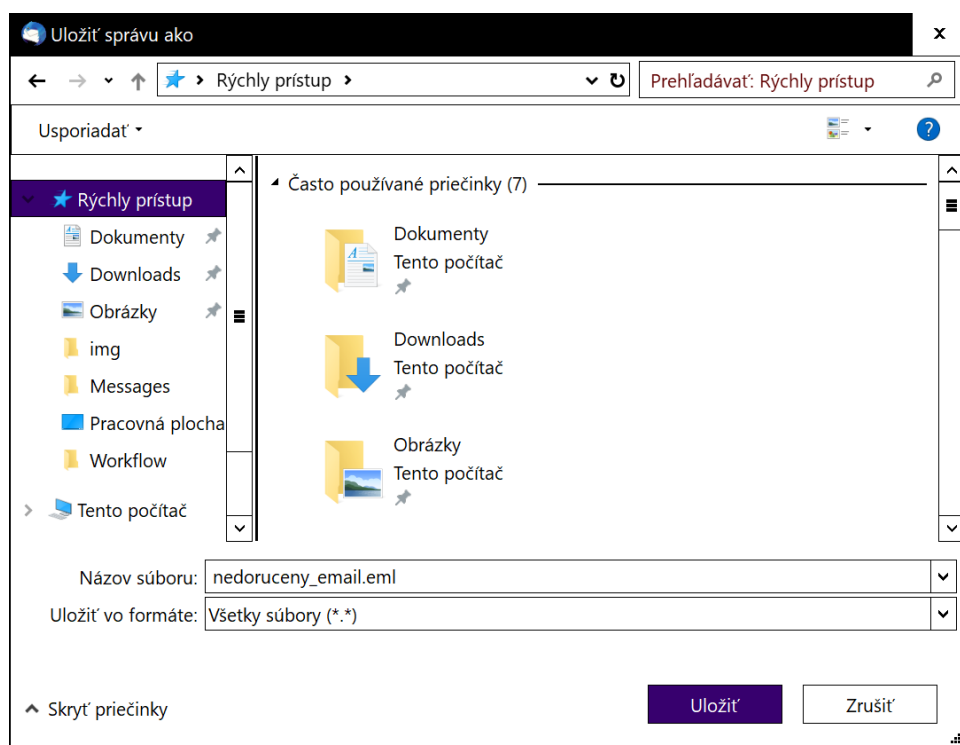 Uložiť správu ako
Rýchly prístup
Prehľadávať: Rýchly prístup
Usporiadať
Rýchly prístup
Dokumenty
Downloads
Obrázky
img
Messages
Pracovná plocha
Workflow
Tento počítač
Často používané priečinky (7)
Dokumenty
Tento počítač
Downloads
Tento počítač
Obrázky
Tento počítač
Názov súboru: nedoruceny_email.eml
Uložiť vo formáte: Všetky súbory (*.*)
Skryť priečinky
Uložiť
Zrušiť